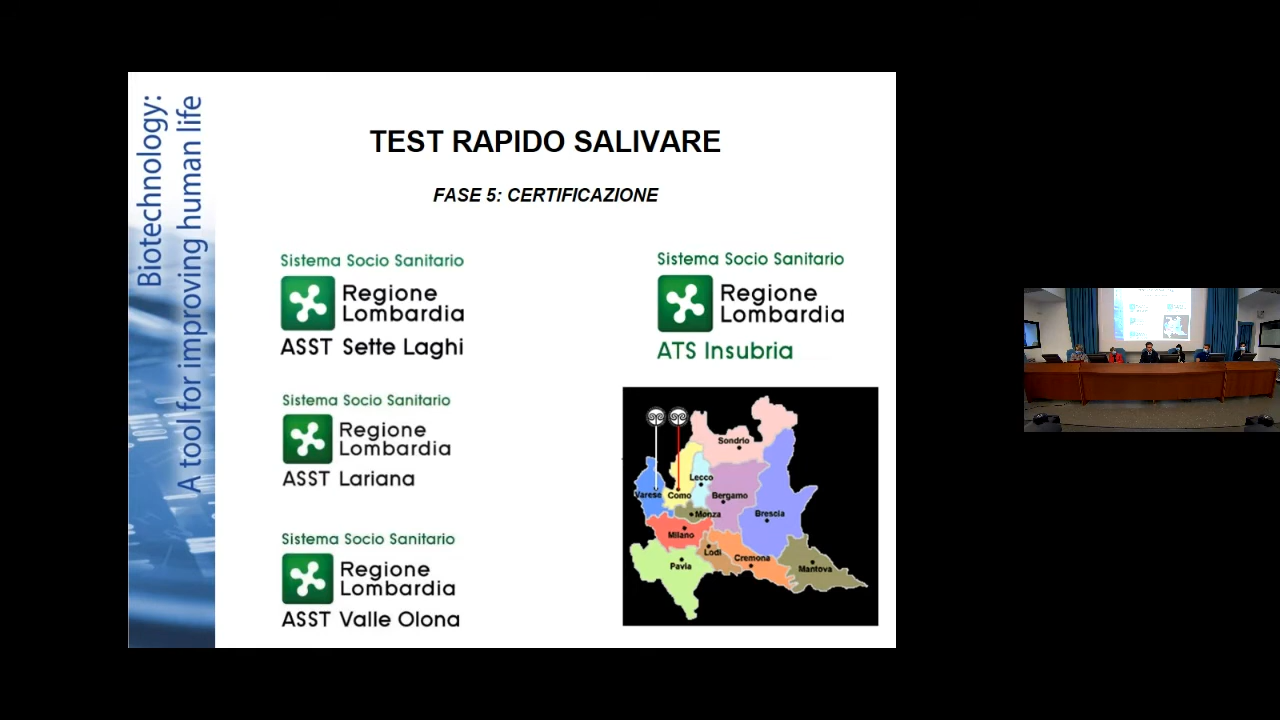 Biotechnology:
A tool for improving human life
TEST RAPIDO SALIVARE
FASE 5: CERTIFICAZIONE
Sistema Socio Sanitario
Regione
Lombardia
ASST Sette Laghi
Sistema Socio Sanitario
Regione
Lombardia
ATS Insubria
Sistema Socio Sanitario
Regione
Lombardia
ASST Lariana
Sistema Socio Sanitario
Regione
Lombardia
ASST Valle Olona
Sondrio
Lecco
Varese
Como
Bergamo
Monza
Brescia
Milano
Lodi
Cremona
Pavia
Mantova